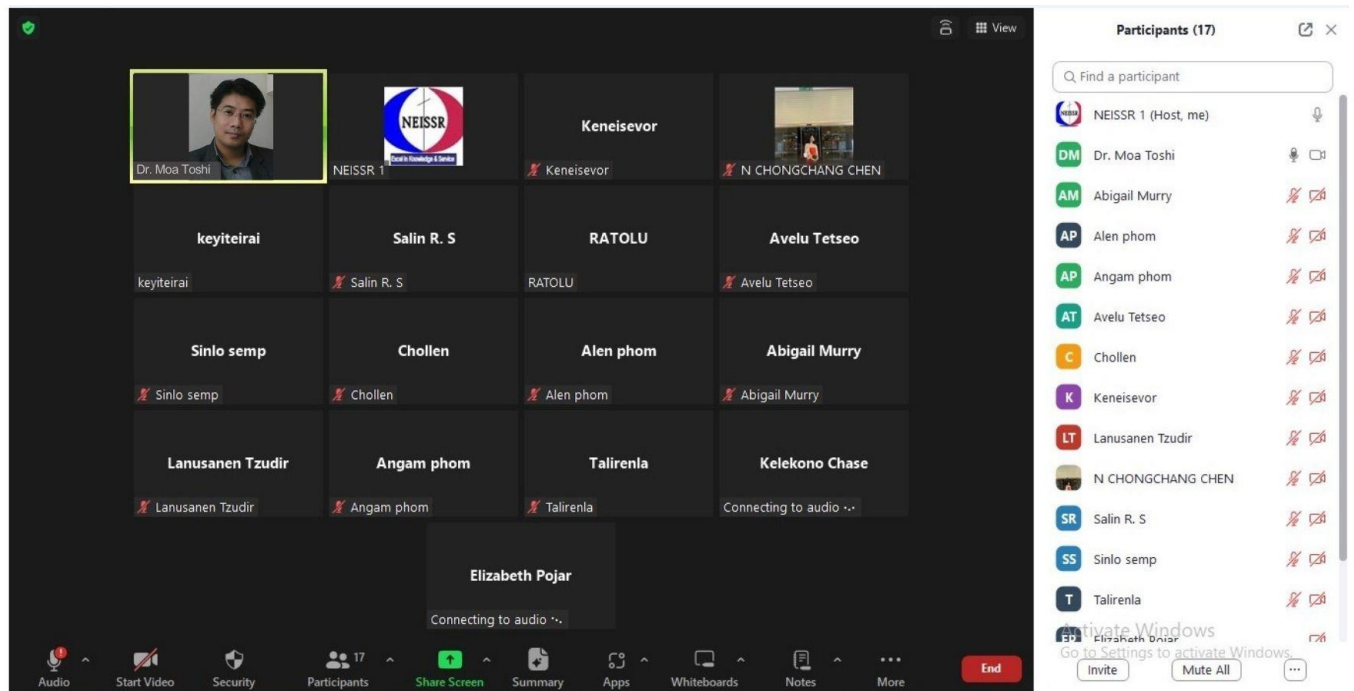 View
Participants (17)
Find a participant
Dr. Moa Toshi
NEISSR
Excel in Knowledge & Service
NEISSR 1
Keneisevor
Keneisevor
N CHONGCHANG CHEN
keyiteirai
keyiteirai
Salin R. S
Salin R. S
RATOLU
RATOLU
Avelu Tetseo
Avelu Tetseo
Sinlo semp
Sinlo semp
Chollen
Chollen
Alen phom
Alen phom
Abigail Murry
Abigail Murry
Lanusanen Tzudir
Lanusanen Tzudir
Angam phom
Angam phom
Talirenla
Talirenla
Kelekono Chase
Connecting to audio
Elizabeth Pojar
Connecting to audio
NEISSR 1 (Host, me)
DM Dr. Moa Toshi
AM Abigail Murry
AP Alen phom
AP Angam phom
AT Avelu Tetseo
C Chollen
K Keneisevor
LT Lanusanen Tzudir
N CHONGCHANG CHEN
SR Salin R. S
SS Sinlo semp
T Talirenla
EP Elizabeth Pojar
Activate Windows
Go to Settings to activate Windows.
Invite Mute All
Audio Start Video Security Participants 17 Share Screen Summary Apps Whiteboards Notes More End